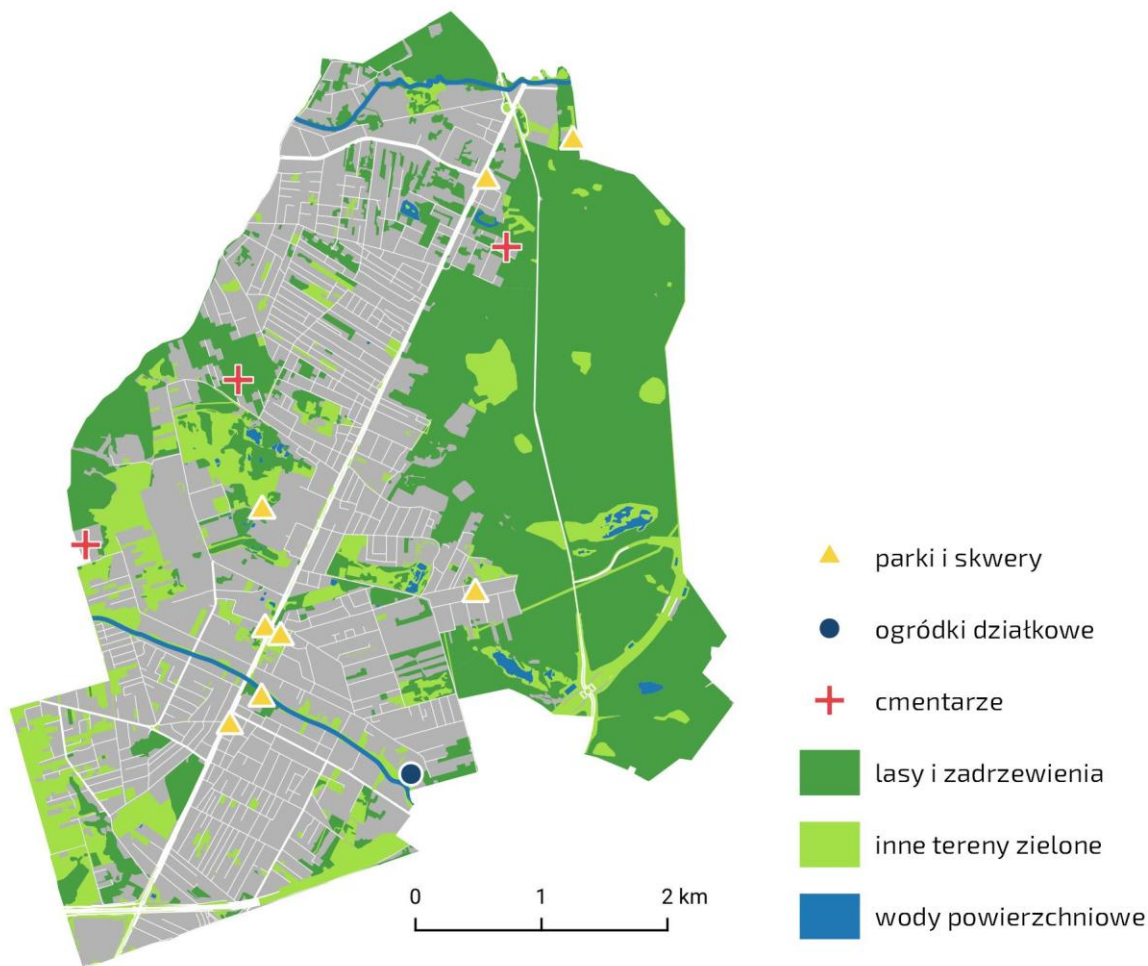 parki i skwery
ogródki działkowe
cmentarze
lasy i zadrzewienia
inne tereny zielone
wody powierzchniowe
0 1 2 km